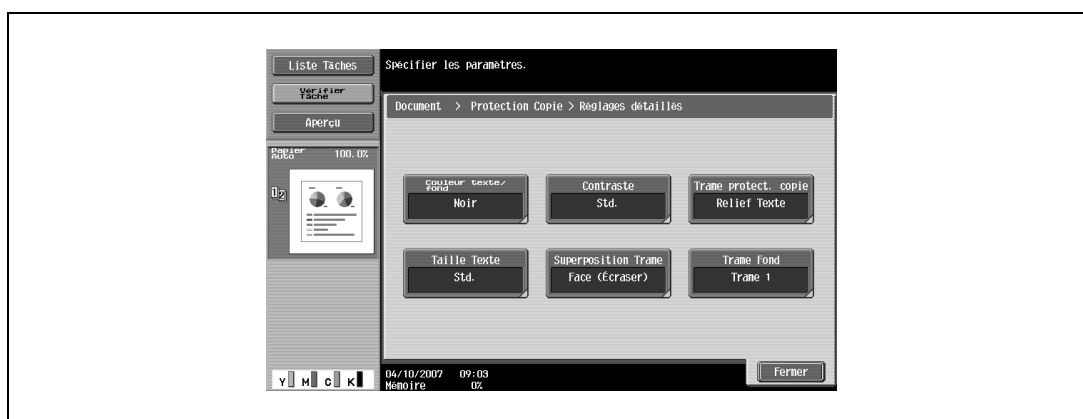 Liste Tâches
Vérifier
Tâche
Aperçu
Papier
Auto 100.0%
12
Y M C K
Spécifier les paramètres.
Document > Protection Copie > Réglages détaillés
Couleur texte/
fond
Noir
Contraste
Std.
Trame protect. copie
Relief Texte
Taille Texte
Std.
Superposition Trame
Face (Écraser)
Trame Fond
Trame 1
04/10/2007 09:03
Mémoire 0%
Fermer